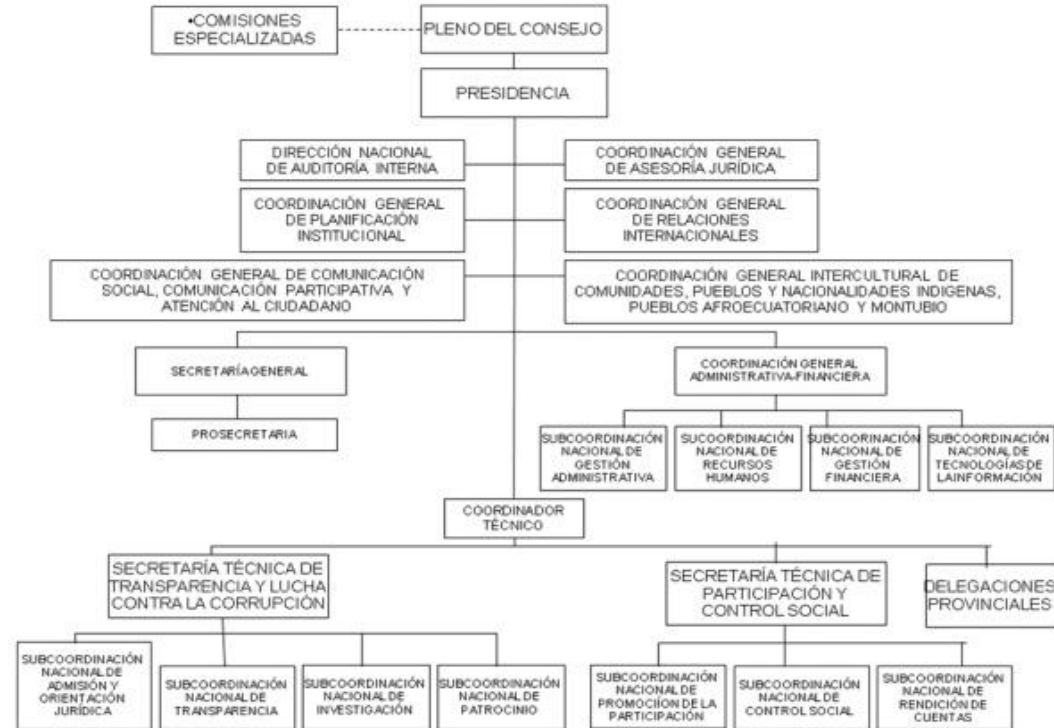 •COMISIONES
ESPECIALIZADAS
PLENO DEL CONSEJO
PRESIDENCIA
DIRECCIÓN NACIONAL
DE AUDITORÍA INTERNA
COORDINACIÓN GENERAL
DE ASESORÍA JURÍDICA
COORDINACIÓN GENERAL
DE PLANIFICACIÓN
INSTITUCIONAL
COORDINACIÓN GENERAL
DE RELACIONES
INTERNACIONALES
COORDINACIÓN GENERAL DE COMUNICACIÓN
SOCIAL, COMUNICACIÓN PARTICIPATIVA Y
ATENCIÓN AL CIUDADANO
COORDINACIÓN GENERAL INTERCULTURAL DE
COMUNIDADES, PUEBLOS Y NACIONALIDADES INDIGENAS,
PUEBLOS AFROECUATORIANO Y MONTUBIO
SECRETARÍA GENERAL
COORDINACIÓN GENERAL
ADMINISTRATIVA-FINANCIERA
PROSECRETARIA
SUBCOORDINACIÓN
NACIONAL DE
GESTIÓN
ADMINISTRATIVA
SUCOORDINACIÓN
NACIONAL DE
RECURSOS
HUMANOS
SUBCOORDINACIÓN
NACIONAL DE
GESTIÓN
FINANCIERA
SUBCOORDINACIÓN
NACIONAL DE
TECNOLOGÍAS DE
LA INFORMACIÓN
COORDINADOR
TÉCNICO
SECRETARÍA TÉCNICA DE
TRANSPARENCIA Y LUCHA
CONTRA LA CORRUPCIÓN
SECRETARÍA TÉCNICA DE
PARTICIPACIÓN Y
CONTROL SOCIAL
DELEGACIONES
PROVINCIALES
SUBCOORDINACIÓN
NACIONAL DE
ADMISIÓN Y
ORIENTACIÓN
JURÍDICA
SUBCOORDINACIÓN
NACIONAL DE
TRANSPARENCIA
SUBCOORDINACIÓN
NACIONAL DE
INVESTIGACIÓN
SUBCOORDINACIÓN
NACIONAL DE
PATROCINIO
SUBCOORDINACIÓN
NACIONAL DE
PROMOCIION DE LA
PARTICIPACIÓN
SUBCOORDINACIÓN
NACIONAL DE
CONTROL SOCIAL
SUBCOORDINACIÓN
NACIONAL DE
RENDICIÓN DE
CUENTAS